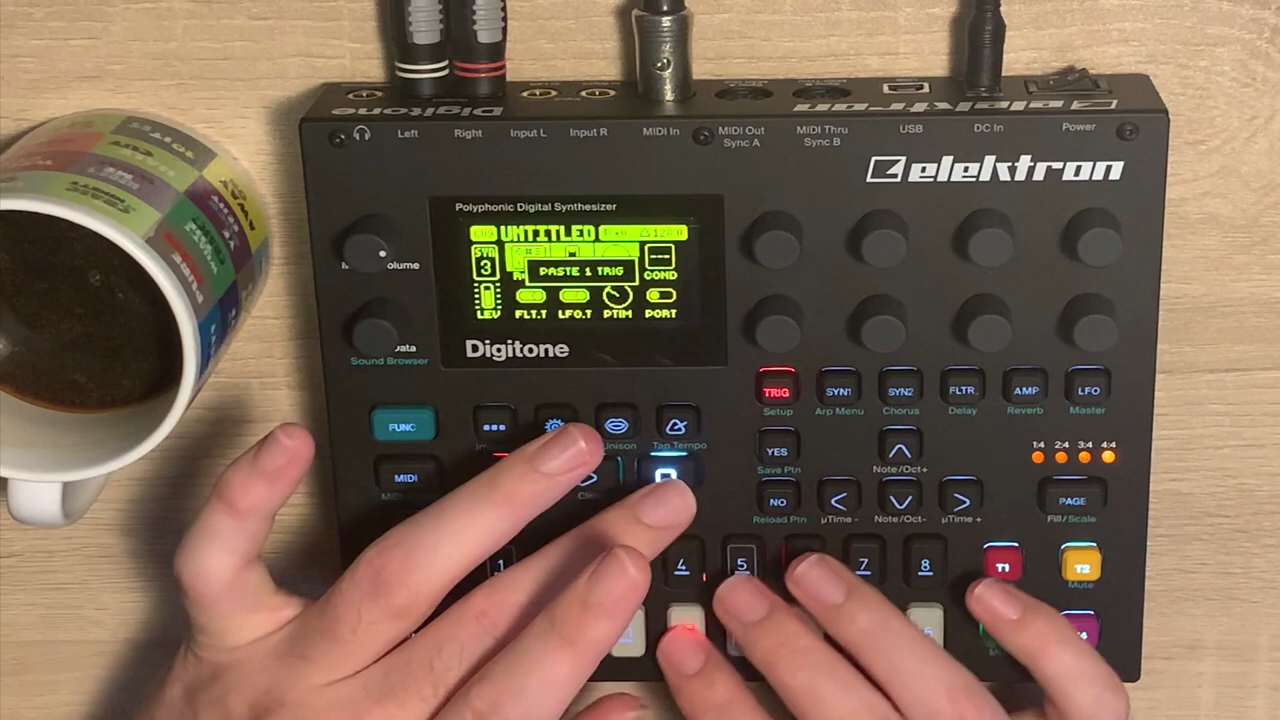 Left Right Input L Input R MIDI In MIDI Out
Sync A MIDI Thru
Sync B USB DC In Power
elektron
Digitone
elektron
Polyphonic Digital Synthesizer
UNTITLED
SYN
3
PASTE 1 TRIG
COND
LEV FLT.T LFO.T PTIM PORT
Digitone
Sound Browser
TRIG SYN1 SYN2 FLTR AMP LFO
Setup Arp Menu Chorus Delay Reverb Master
FUNC
Unison Tap Tempo
MIDI
YES
Save Ptn
Note/Oct+
1:4 2:4 3:4 4:4
NO
Reload Ptn µTime - Note/Oct- µTime +
PAGE
Fill/Scale
1 4 5 7 8
T1 T2
Mute